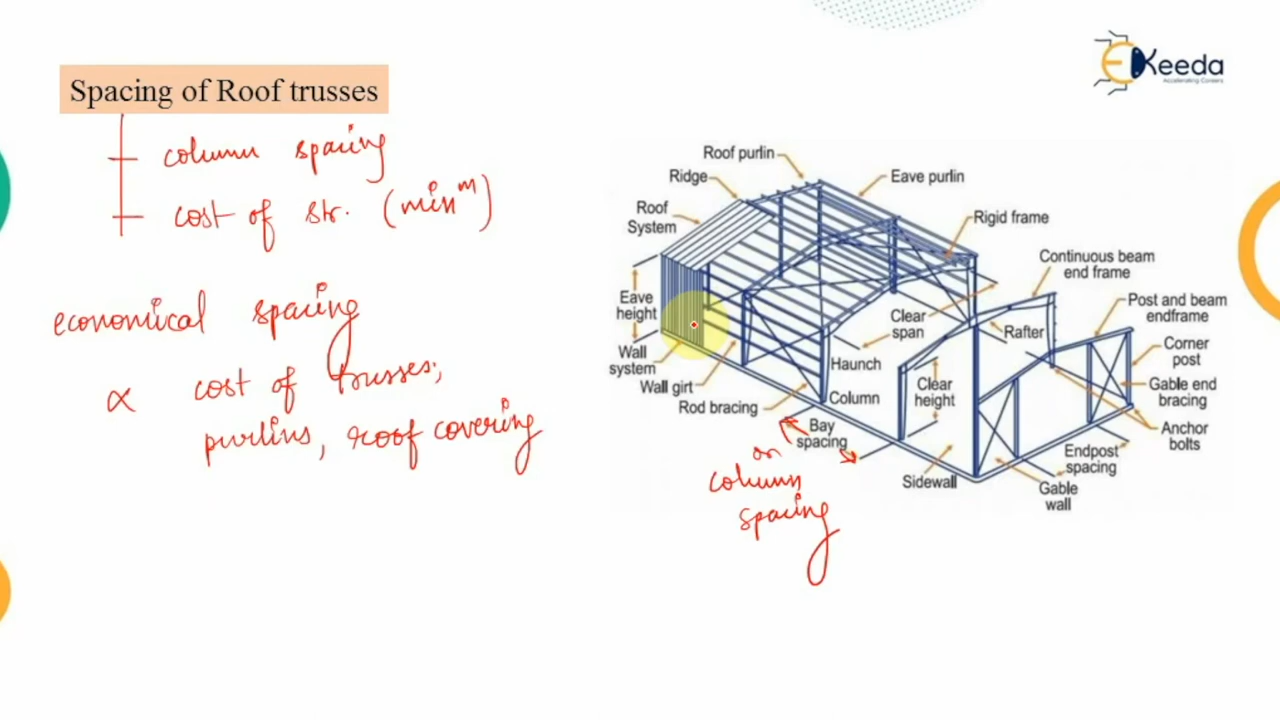 Keeda
Accelerating Careers
Spacing of Roof trusses
column spacing
cost of str. (minᵐ)
economical spacing
∝ cost of trusses,
purlins, roof covering
Roof purlin
Ridge
Eave purlin
Roof
System
Rigid frame
Continuous beam
end frame
Eave
height
Post and beam
endframe
Clear
span
Rafter
Corner
post
Wall
system
Haunch
Wall girt
Clear
height
Gable end
bracing
Rod bracing
Column
Bay
spacing
Anchor
bolts
or
column
spacing
Endpost
spacing
Sidewall
Gable
wall